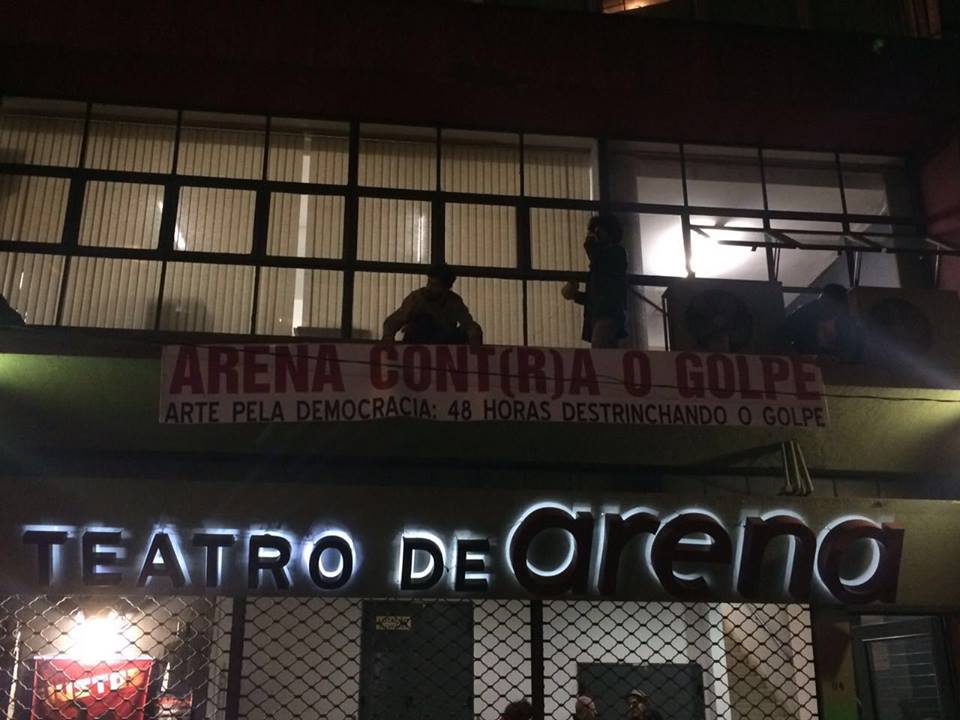 ARENA CONT(R)A O GOLPE
ARTE PELA DEMOCRACIA: 48 HORAS DESTRINCHANDO O GOLPE
TEATRO DE arena